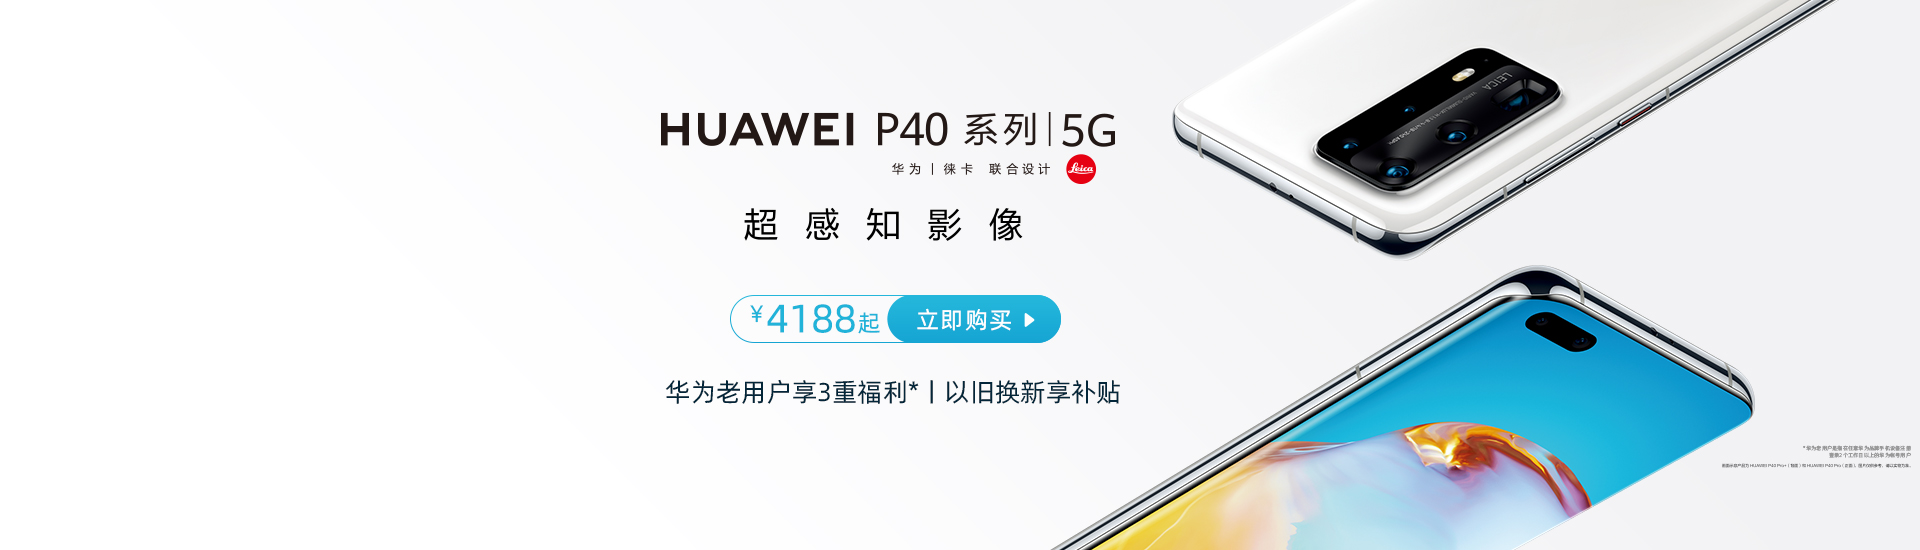 HUAWEI P40 系列|5G
华为 | 徕卡 联合设计
Leica
超感知影像
¥4188起 立即购买
华为老用户享3重福利*丨以旧换新享补贴
LEICA